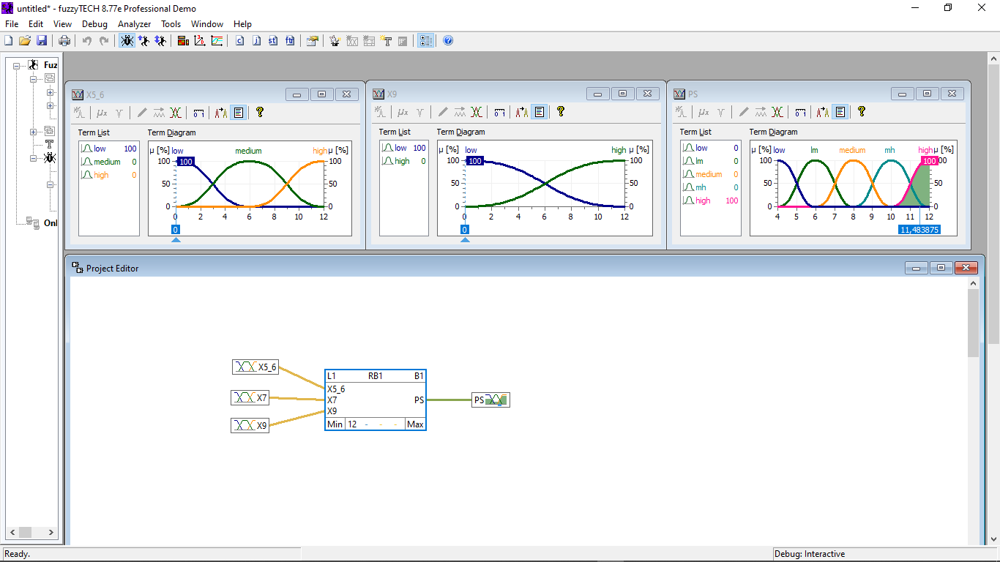 untitled* - fuzzyTECH 8.77e Professional Demo
File Edit View Debug Analyzer Tools Window Help
c j st ftl
Fuz
Onl
X5_6
μx
Term List
Term Diagram
low 100
medium 0
high 0
μ [%] low medium high μ [%]
100 100 100
50 50
0 0
0 2 4 6 8 10 12
0
X9
μx
Term List
Term Diagram
low 100
high 0
μ [%] low high μ [%]
100 100 100
50 50
0 0
0 2 4 6 8 10 12
0
PS
μx
Term List
Term Diagram
low 0
lm 0
medium 0
mh 0
high 100
μ [%] low lm medium mh high μ [%]
100 100 00
50 50
0 0
4 5 6 7 8 9 10 11 12
11,483875
Project Editor
X5_6
X7
X9
L1 RB1 B1
X5_6
X7 PS
X9
Min 12 - - - Max
PS
Ready.
Debug: Interactive